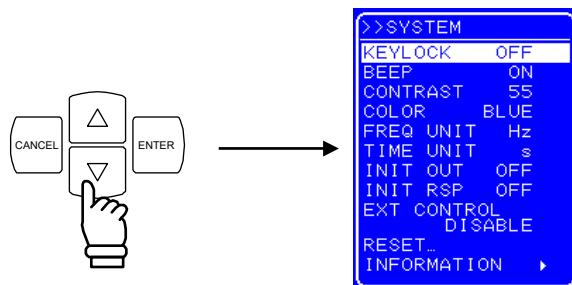 CANCEL
ENTER
>>SYSTEM
KEYLOCK OFF
BEEP ON
CONTRAST 55
COLOR BLUE
FREQ UNIT Hz
TIME UNIT s
INIT OUT OFF
INIT RSP OFF
EXT CONTROL
DISABLE
RESET…
INFORMATION